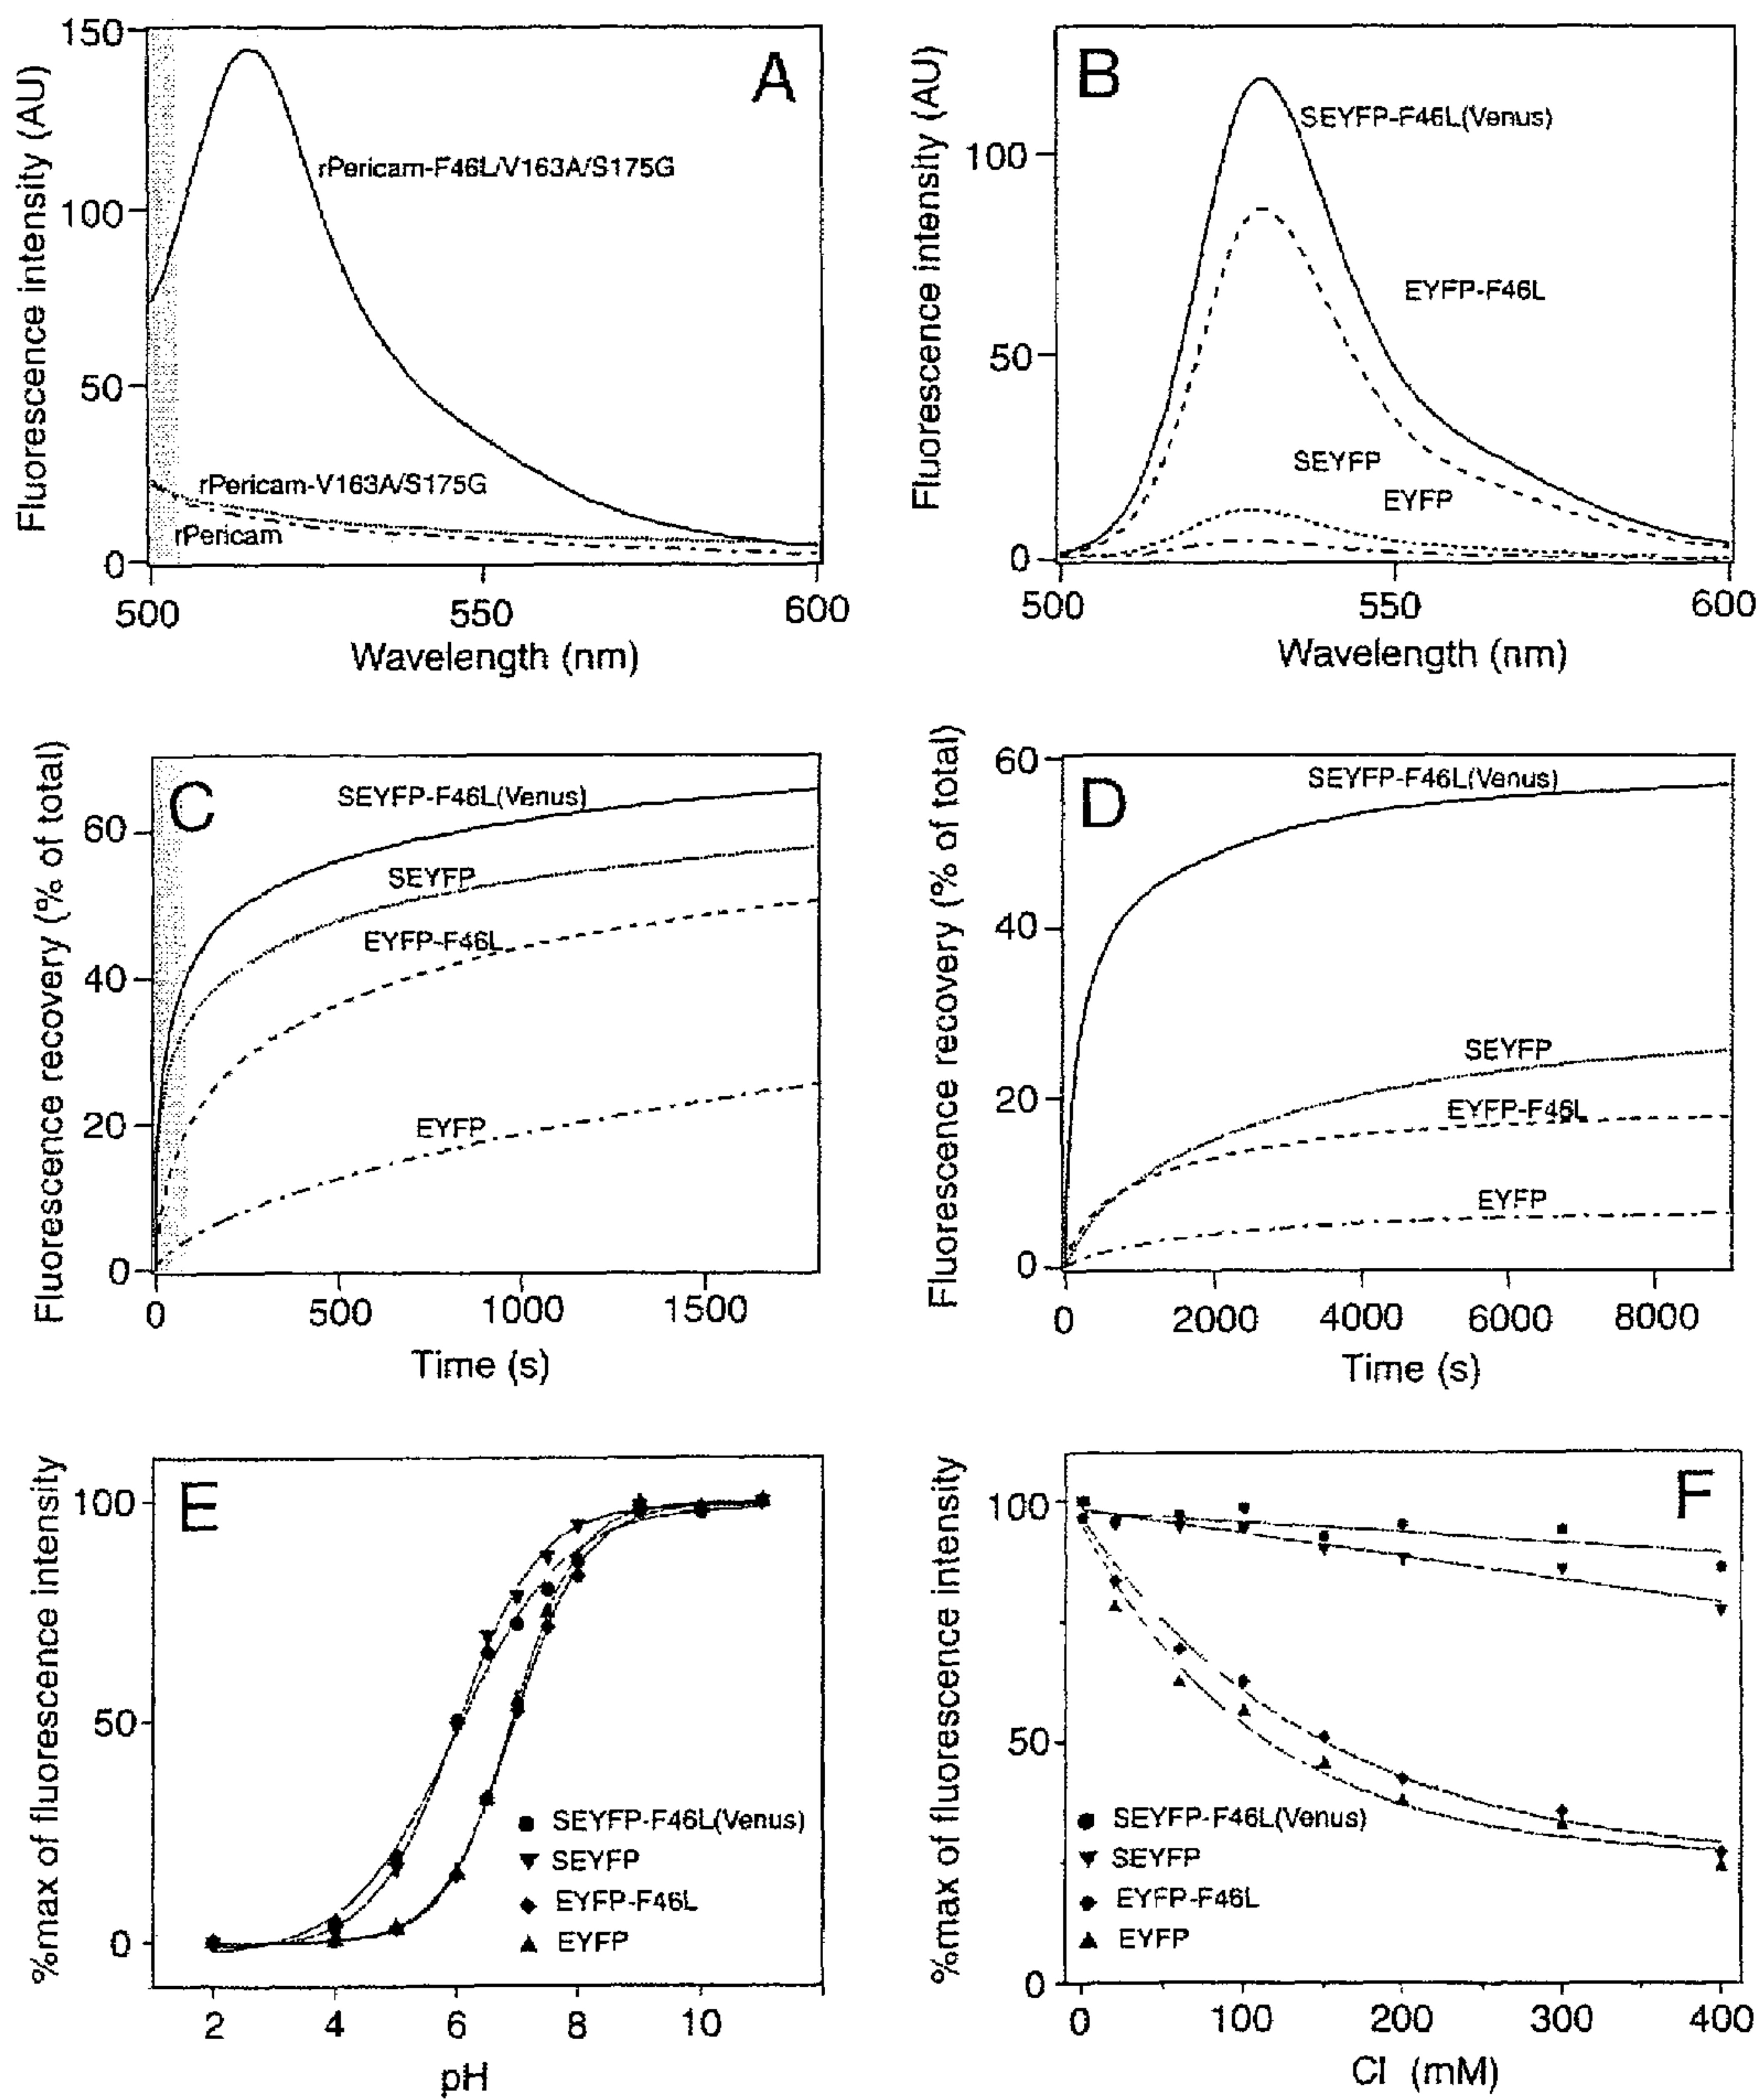 A
Fluorescence intensity (AU)
150
100
50
0
rPericam-F46L/V163A/S175G
rPericam-V163A/S175G
rPericam
500 550 600
Wavelength (nm)
B
Fluorescence intensity (AU)
100
50
0
SEYFP-F46L(Venus)
EYFP-F46L
SEYFP
EYFP
500 550 600
Wavelength (nm)
C
Fluorescence recovery (% of total)
60
40
20
0
SEYFP-F46L(Venus)
SEYFP
EYFP-F46L
EYFP
0 500 1000 1500
Time (s)
D
Fluorescence recovery (% of total)
60
40
20
0
SEYFP-F46L(Venus)
SEYFP
EYFP-F46L
EYFP
0 2000 4000 6000 8000
Time (s)
E
%max of fluorescence intensity
100
50
0
SEYFP-F46L(Venus)
SEYFP
EYFP-F46L
EYFP
2 4 6 8 10
pH
F
%max of fluorescence intensity
100
50
0
SEYFP-F46L(Venus)
SEYFP
EYFP-F46L
EYFP
0 100 200 300 400
Cl (mM)